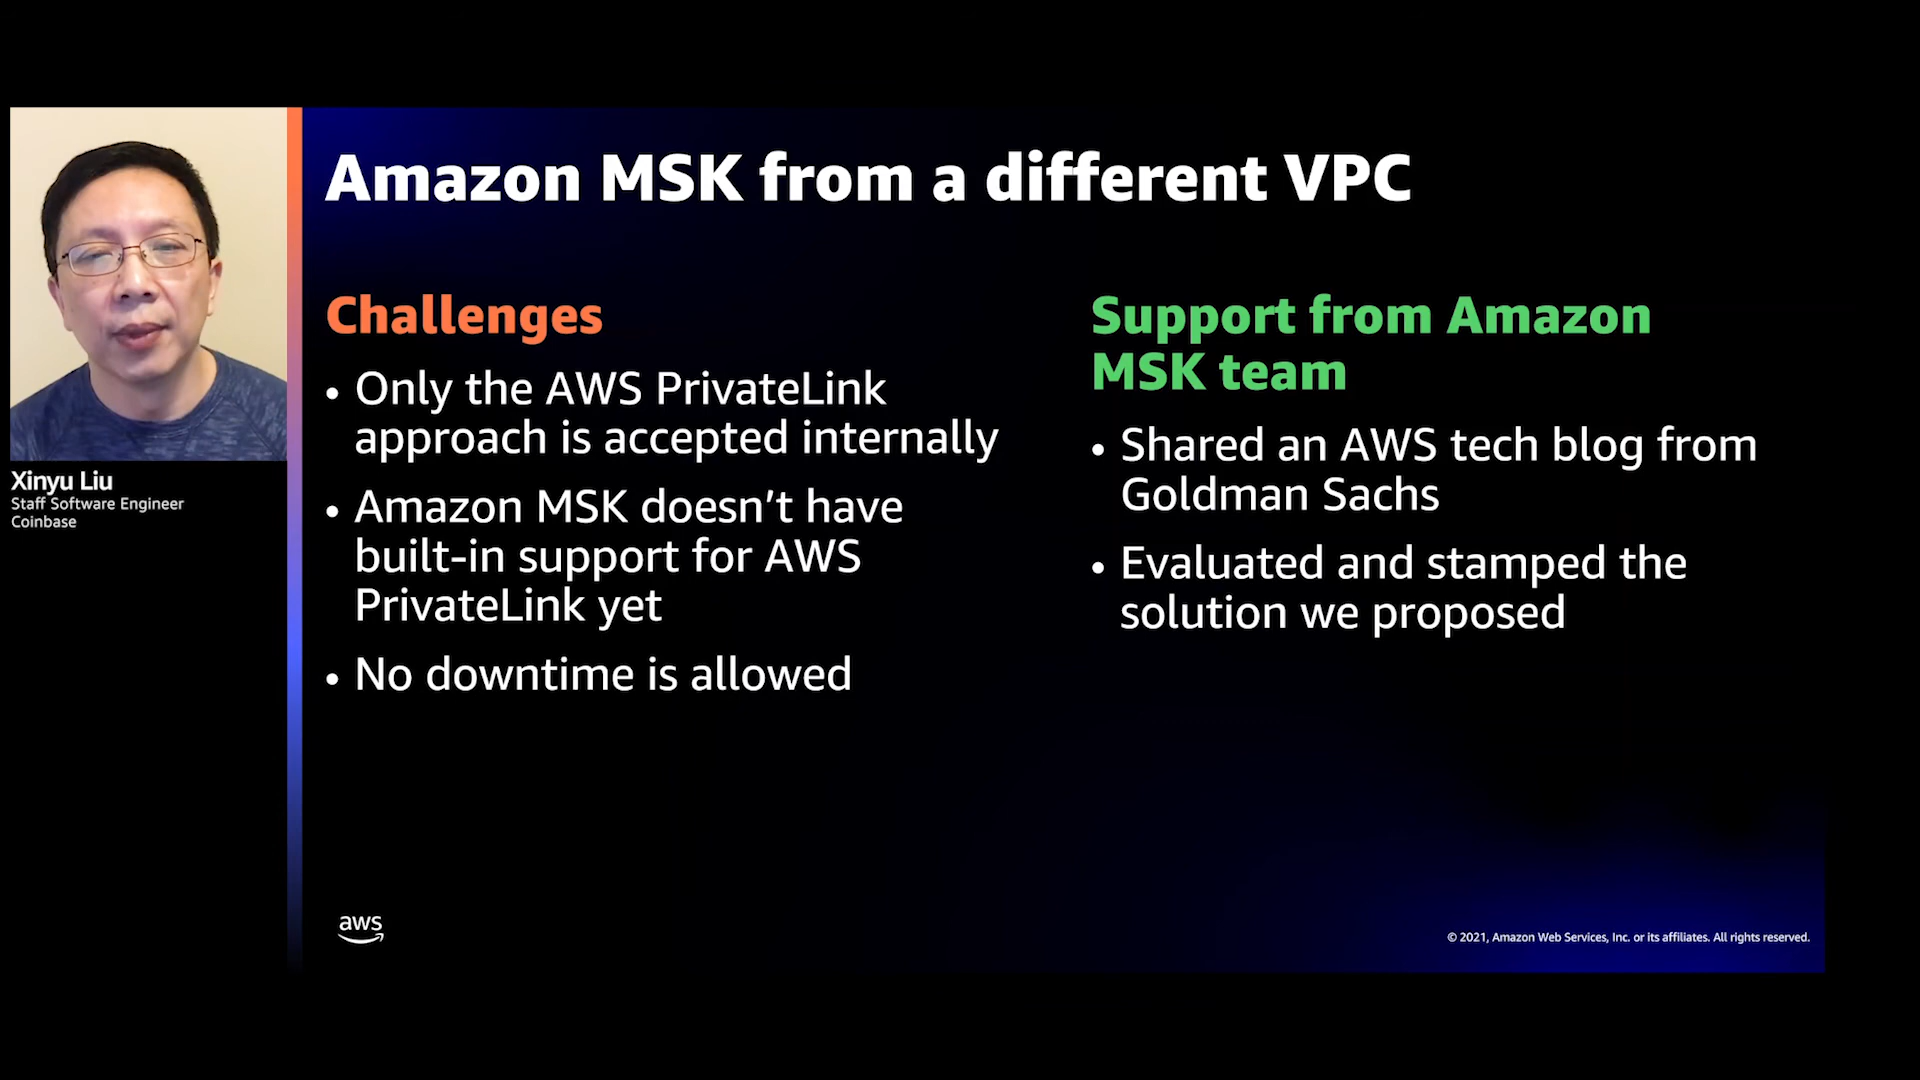 Amazon MSK from a different VPC
Challenges
• Only the AWS PrivateLink
approach is accepted internally
• Amazon MSK doesn't have
built-in support for AWS
PrivateLink yet
• No downtime is allowed
Support from Amazon
MSK team
• Shared an AWS tech blog from
Goldman Sachs
• Evaluated and stamped the
solution we proposed
Xinyu Liu
Staff Software Engineer
Coinbase
aws
© 2021, Amazon Web Services, Inc. or its affiliates. All rights reserved.